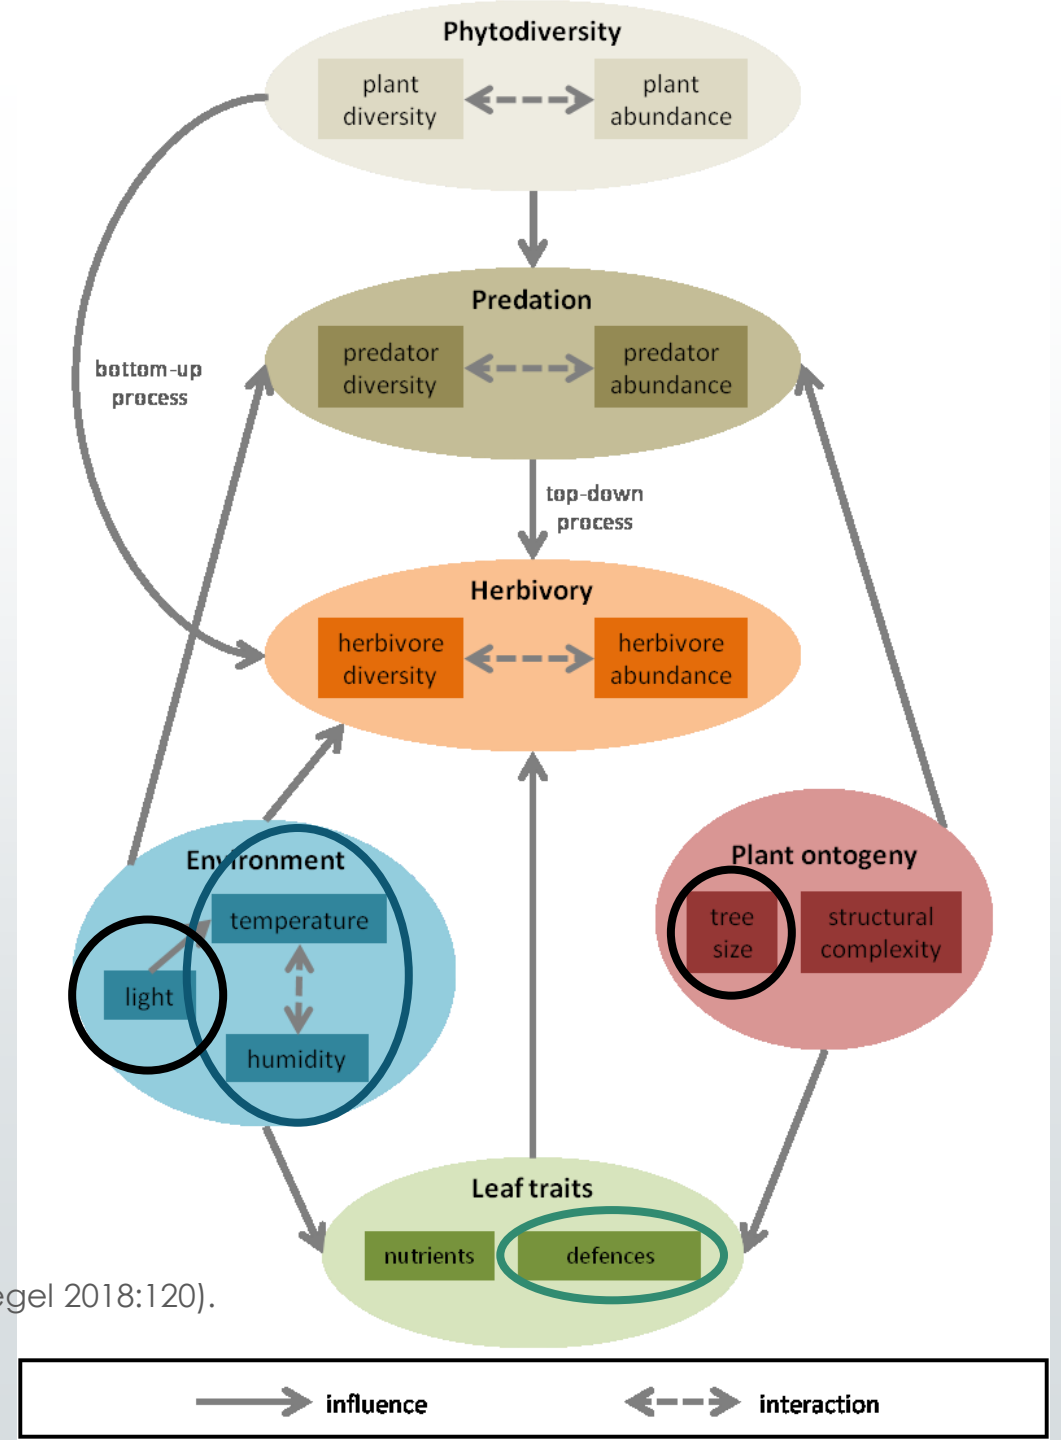 Phytodiversity
plant
diversity
plant
abundance
Predation
predator
diversity
predator
abundance
bottom-up
process
top-down
process
Herbivory
herbivore
diversity
herbivore
abundance
Environment
temperature
light
humidity
Plant ontogeny
tree
size
structural
complexity
Leaf traits
nutrients
defences
2018:120).
influence
interaction